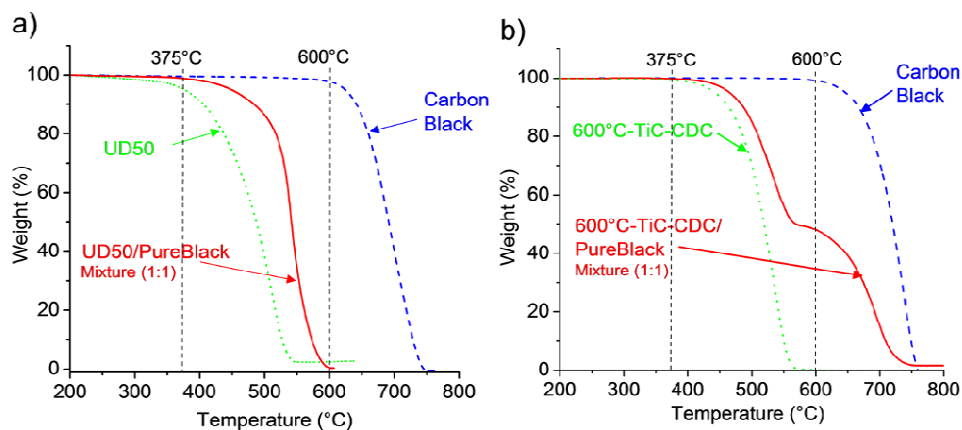 a)
375°C
600°C
100
80
60
40
20
0
Weight (%)
Carbon
Black
UD50
UD50/PureBlack
Mixture (1:1)
200
300
400
500
600
700
800
Temperature (°C)
b)
375°C
600°C
100
80
60
40
20
0
Weight (%)
Carbon
Black
600°C-TiC-CDC
600°C-TiC-CDC/
PureBlack
Mixture (1:1)
200
300
400
500
600
700
800
Temperature (°C)